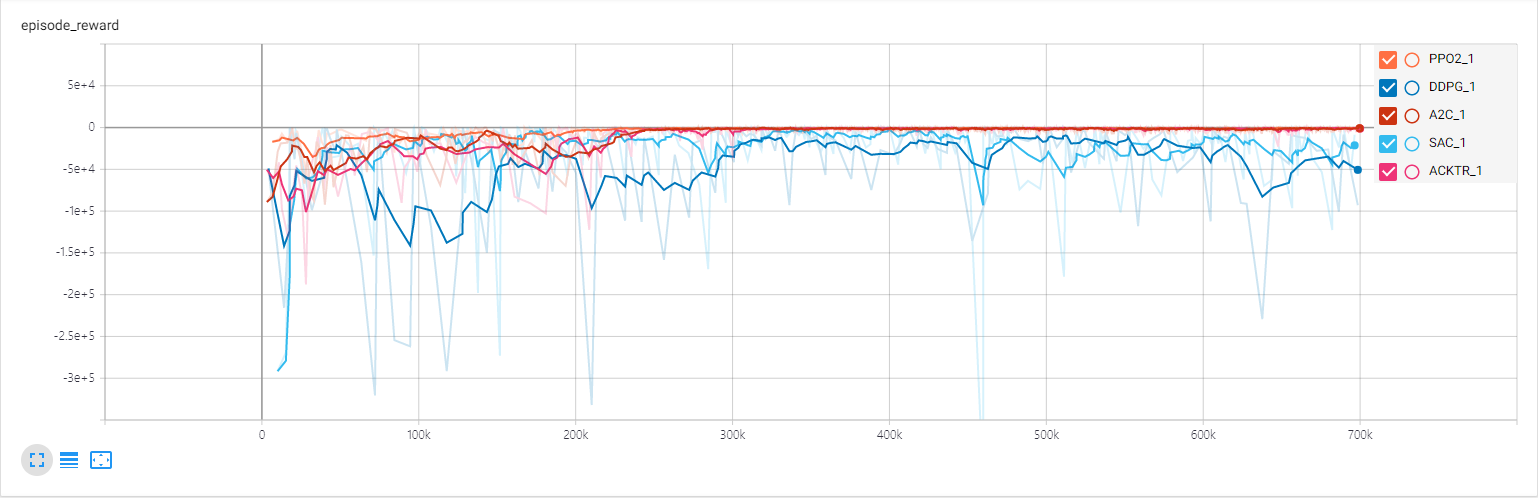 episode_reward
5e+4
0
-5e+4
-1e+5
-1.5e+5
-2e+5
-2.5e+5
-3e+5
0 100k 200k 300k 400k 500k 600k 700k
PPO2_1
DDPG_1
A2C_1
SAC_1
ACKTR_1